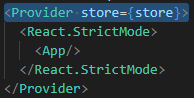 <Provider store={store}>
<React.StrictMode>
<App/>
</React.StrictMode>
</Provider>